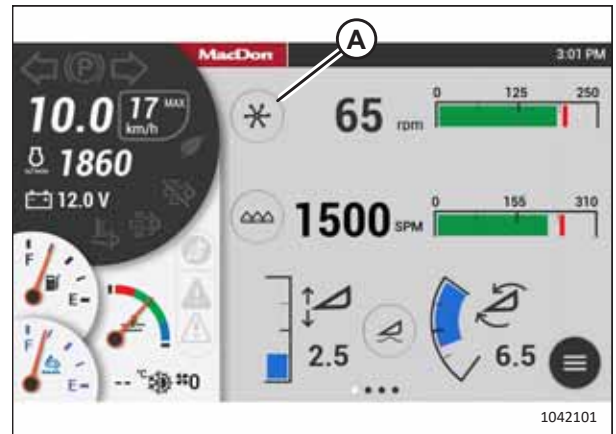 A
MacDon
3:01 PM
P
10.0 17 MAX
km/h
1860
12.0 V
65 rpm
0 125 250
1500 SPM
0 155 310
F
E
F
E
2.5
6.5
-- °C
0
1042101